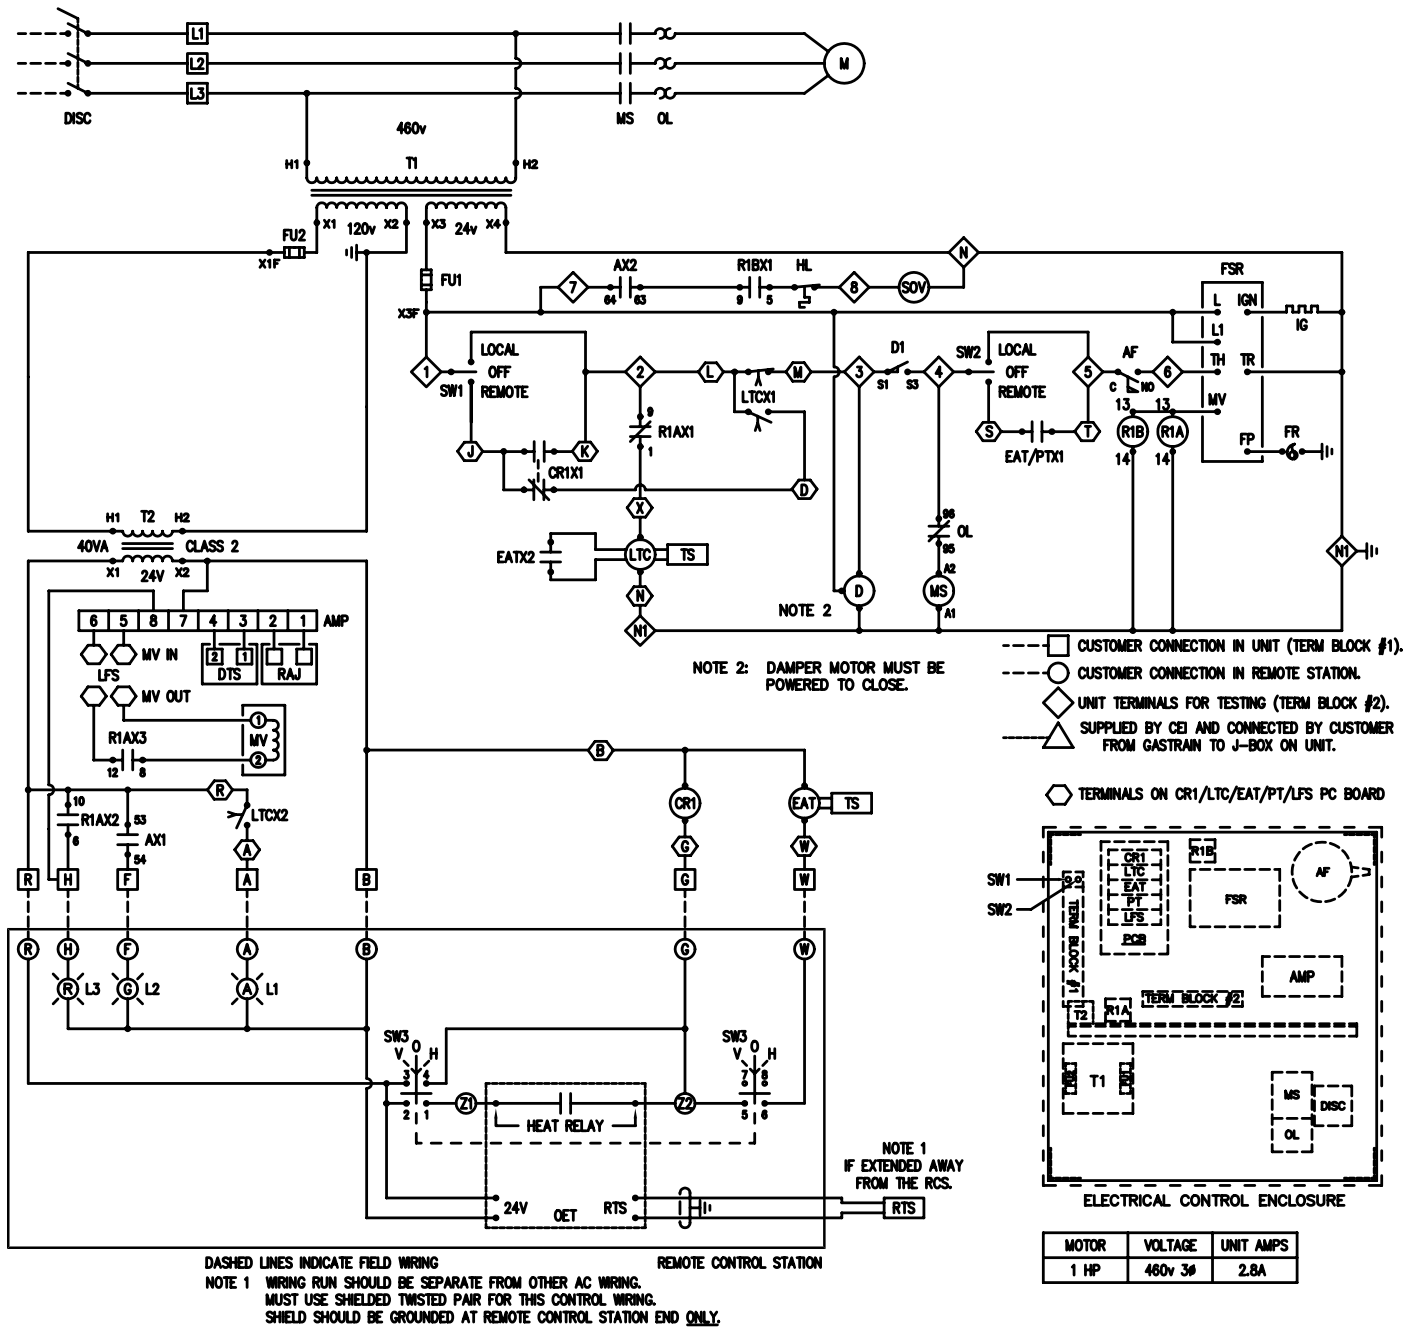 L1
L2
L3
DISC
MS OL
M
460v
H1 T1 H2
X1 120v X2 X3 24v X4
FU2
X1F
FU1
X3F
7
AX2
64 63
R1BX1
9 5
HL
8
SOV
N
FSR
L IGN
L1
TH TR
MV
FP
IG
FR
1
SW1
LOCAL
OFF
REMOTE
2
L
M
LTCX1
3
D1
S1 S3
4
SW2
LOCAL
OFF
REMOTE
5
AF
C NO
6
13 13
R1B R1A
14 14
9
R1AX1
1
J
K
CR1X1
D
S
T
EAT/PTX1
X
EATX2
LTC
TS
N
N1
96
OL
95
A2
MS
A1
D
NOTE 2
N1
NOTE 2: DAMPER MOTOR MUST BE
POWERED TO CLOSE.
H1 T2 H2
40VA CLASS 2
X1 24V X2
6 5 8 7 4 3 2 1 AMP
MV IN
LFS
MV OUT
2 1
DTS
RAJ
1
MV
2
R1AX3
12 8
R
B
10
R1AX2
6
53
AX1
54
LTCX2
A
CR1
G
EAT
TS
W
R H F A B G W
R H F A B G W
R L3 G L2 A L1
SW3
V O H
3 4
2 1
Z1
HEAT RELAY
Z2
SW3
V O H
7 8
5 6
24V OET RTS
NOTE 1
IF EXTENDED AWAY
FROM THE RCS.
RTS
DASHED LINES INDICATE FIELD WIRING
REMOTE CONTROL STATION
NOTE 1 WIRING RUN SHOULD BE SEPARATE FROM OTHER AC WIRING.
MUST USE SHIELDED TWISTED PAIR FOR THIS CONTROL WIRING.
SHIELD SHOULD BE GROUNDED AT REMOTE CONTROL STATION END ONLY.
CUSTOMER CONNECTION IN UNIT (TERM BLOCK #1).
CUSTOMER CONNECTION IN REMOTE STATION.
UNIT TERMINALS FOR TESTING (TERM BLOCK #2).
SUPPLIED BY CEI AND CONNECTED BY CUSTOMER
FROM GASTRAIN TO J-BOX ON UNIT.
TERMINALS ON CR1/LTC/EAT/PT/LFS PC BOARD
SW1
SW2
TERM BLOCK #1
CR1
LTC
EAT
PT
LFS
PCB
R1B
FSR
AF
AMP
TERM BLOCK #2
T2
R1A
T1
MS
OL
DISC
ELECTRICAL CONTROL ENCLOSURE
MOTOR VOLTAGE UNIT AMPS
1 HP 460v 3ø 2.8A